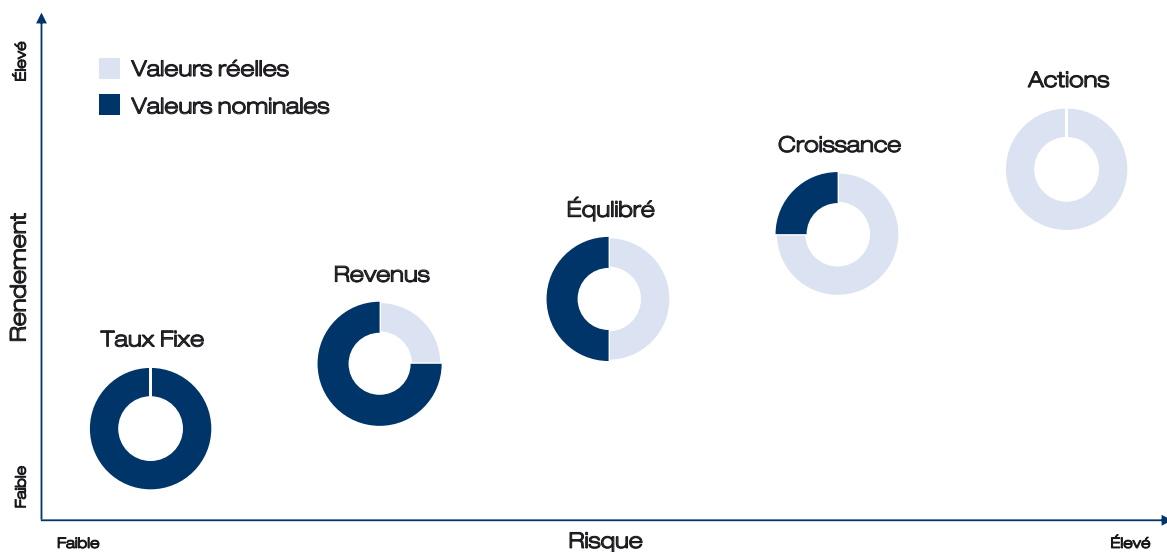 Élevé
Valeurs réelles
Valeurs nominales
Actions
Croissance
Équlibré
Revenus
Taux Fixe
Rendement
Faible
Faible
Risque
Élevé